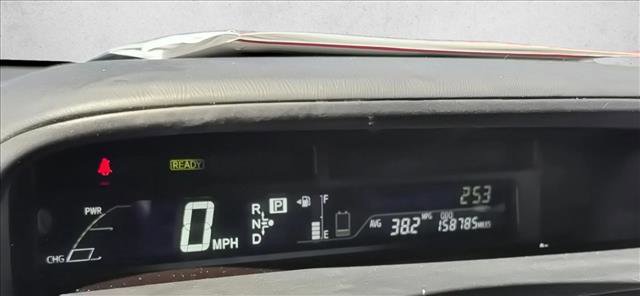 READY
253
PWR
0 MPH
R P F
N
D E
AVG 38.2 MPG ODO 158785 MILES
CHG